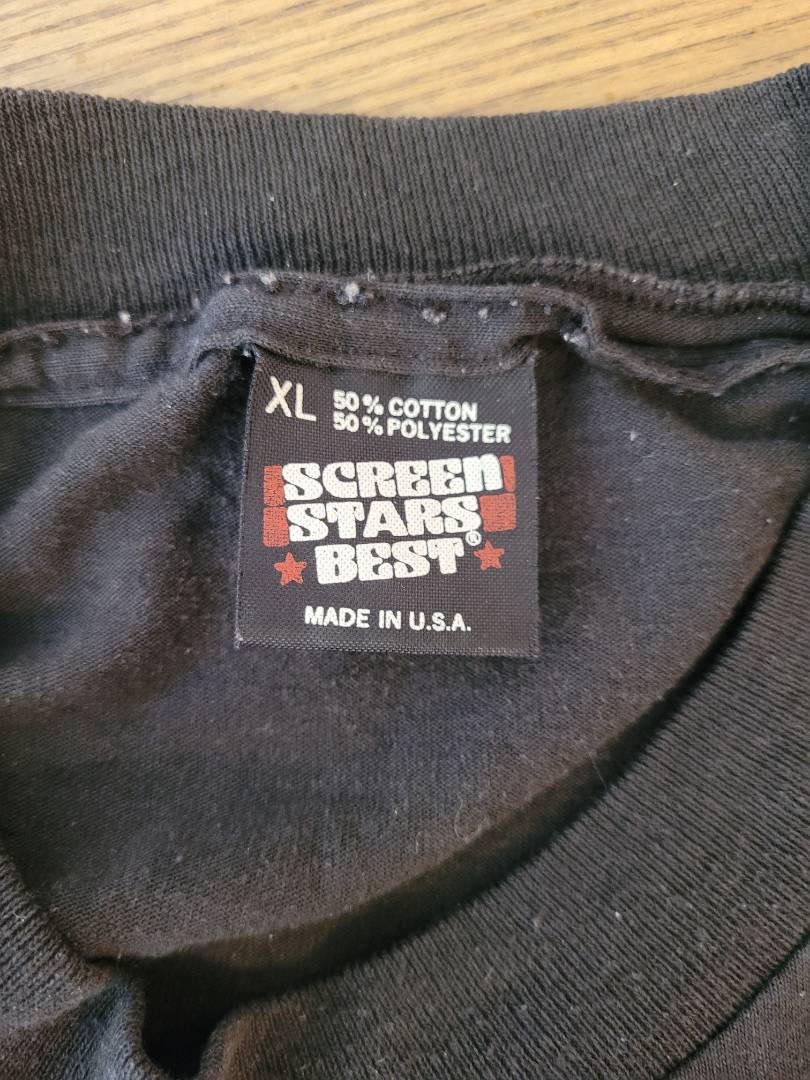 XL 50% COTTON
50% POLYESTER
SCREEN
STARS
BEST®
MADE IN U.S.A.